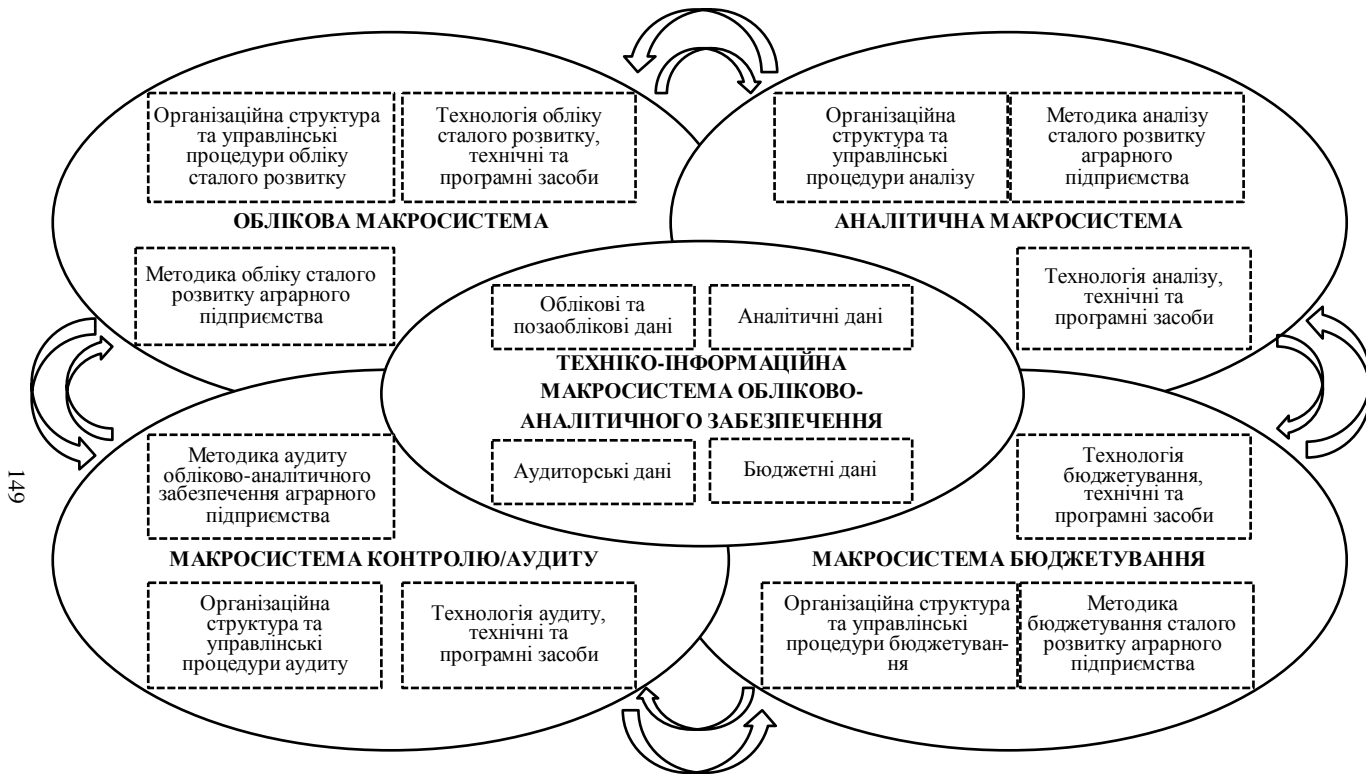 Організаційна структура
та управлінські
процедури обліку
сталого розвитку
Технологія обліку
сталого розвитку,
технічні та
програмні засоби
ОБЛІКОВА МАКРОСИСТЕМА
Методика обліку сталого
розвитку аграрного
підприємства
Організаційна
структура та
управлінські
процедури аналізу
Методика аналізу
сталого розвитку
аграрного
підприємства
АНАЛІТИЧНА МАКРОСИСТЕМА
Технологія аналізу,
технічні та
програмні засоби
Облікові та
позаоблікові дані
Аналітичні дані
ТЕХНІКО-ІНФОРМАЦІЙНА
МАКРОСИСТЕМА ОБЛІКОВО-
АНАЛІТИЧНОГО ЗАБЕЗПЕЧЕННЯ
Аудиторські дані
Бюджетні дані
Методика аудиту
обліково-аналітичного
забезпечення аграрного
підприємства
МАКРОСИСТЕМА КОНТРОЛЮ/АУДИТУ
Організаційна
структура та
управлінські
процедури аудиту
Технологія аудиту,
технічні та
програмні засоби
Технологія
бюджетування,
технічні та
програмні засоби
МАКРОСИСТЕМА БЮДЖЕТУВАННЯ
Організаційна структура
та управлінські
процедури бюджетуван-
ня
Методика
бюджетування сталого
розвитку аграрного
підприємства
149